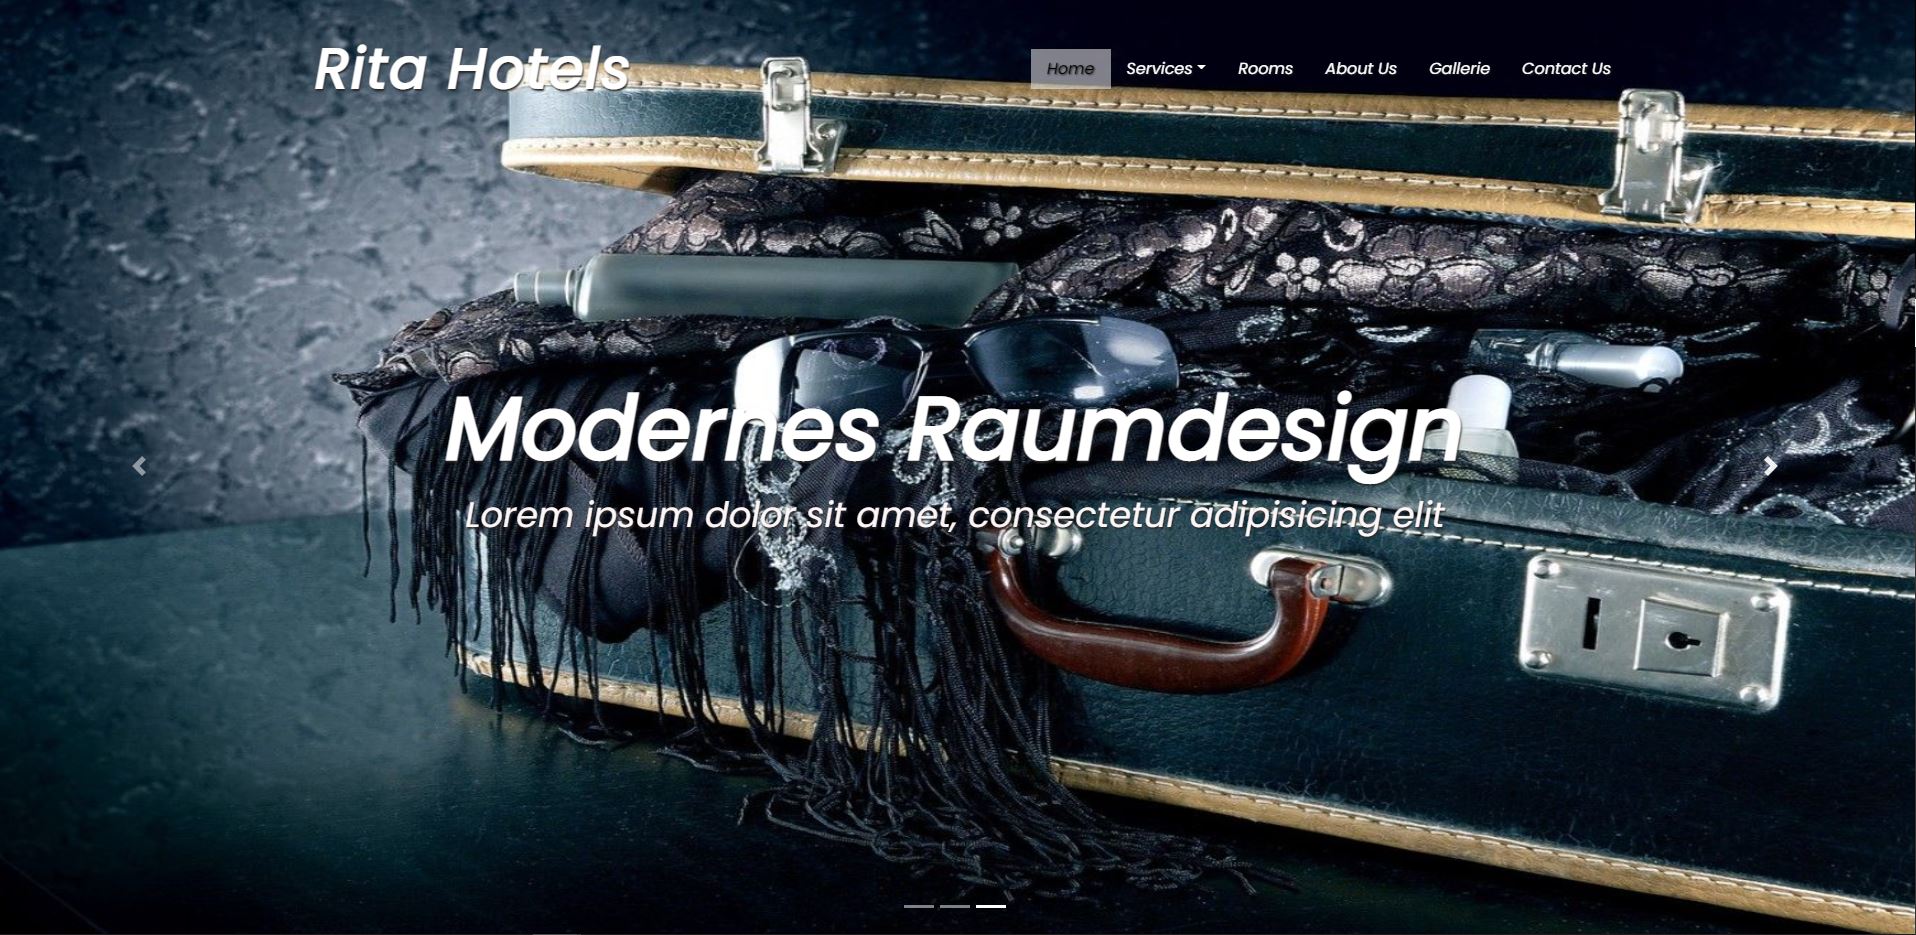 Rita Hotels
Home Services Rooms About Us Gallerie Contact Us
Modernes Raumdesign
Lorem ipsum dolor sit amet, consectetur adipisicing elit